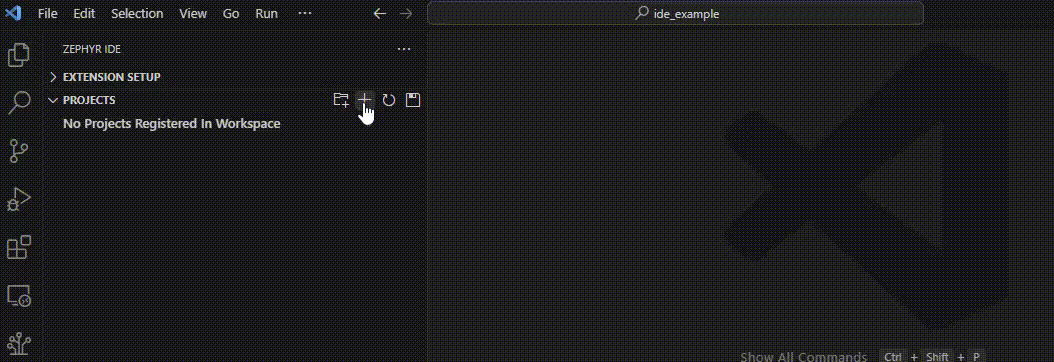 File Edit Selection View Go Run ··· ide_example
ZEPHYR IDE ···
EXTENSION SETUP
PROJECTS
No Projects Registered In Workspace
Show All Commands Ctrl + Shift + P